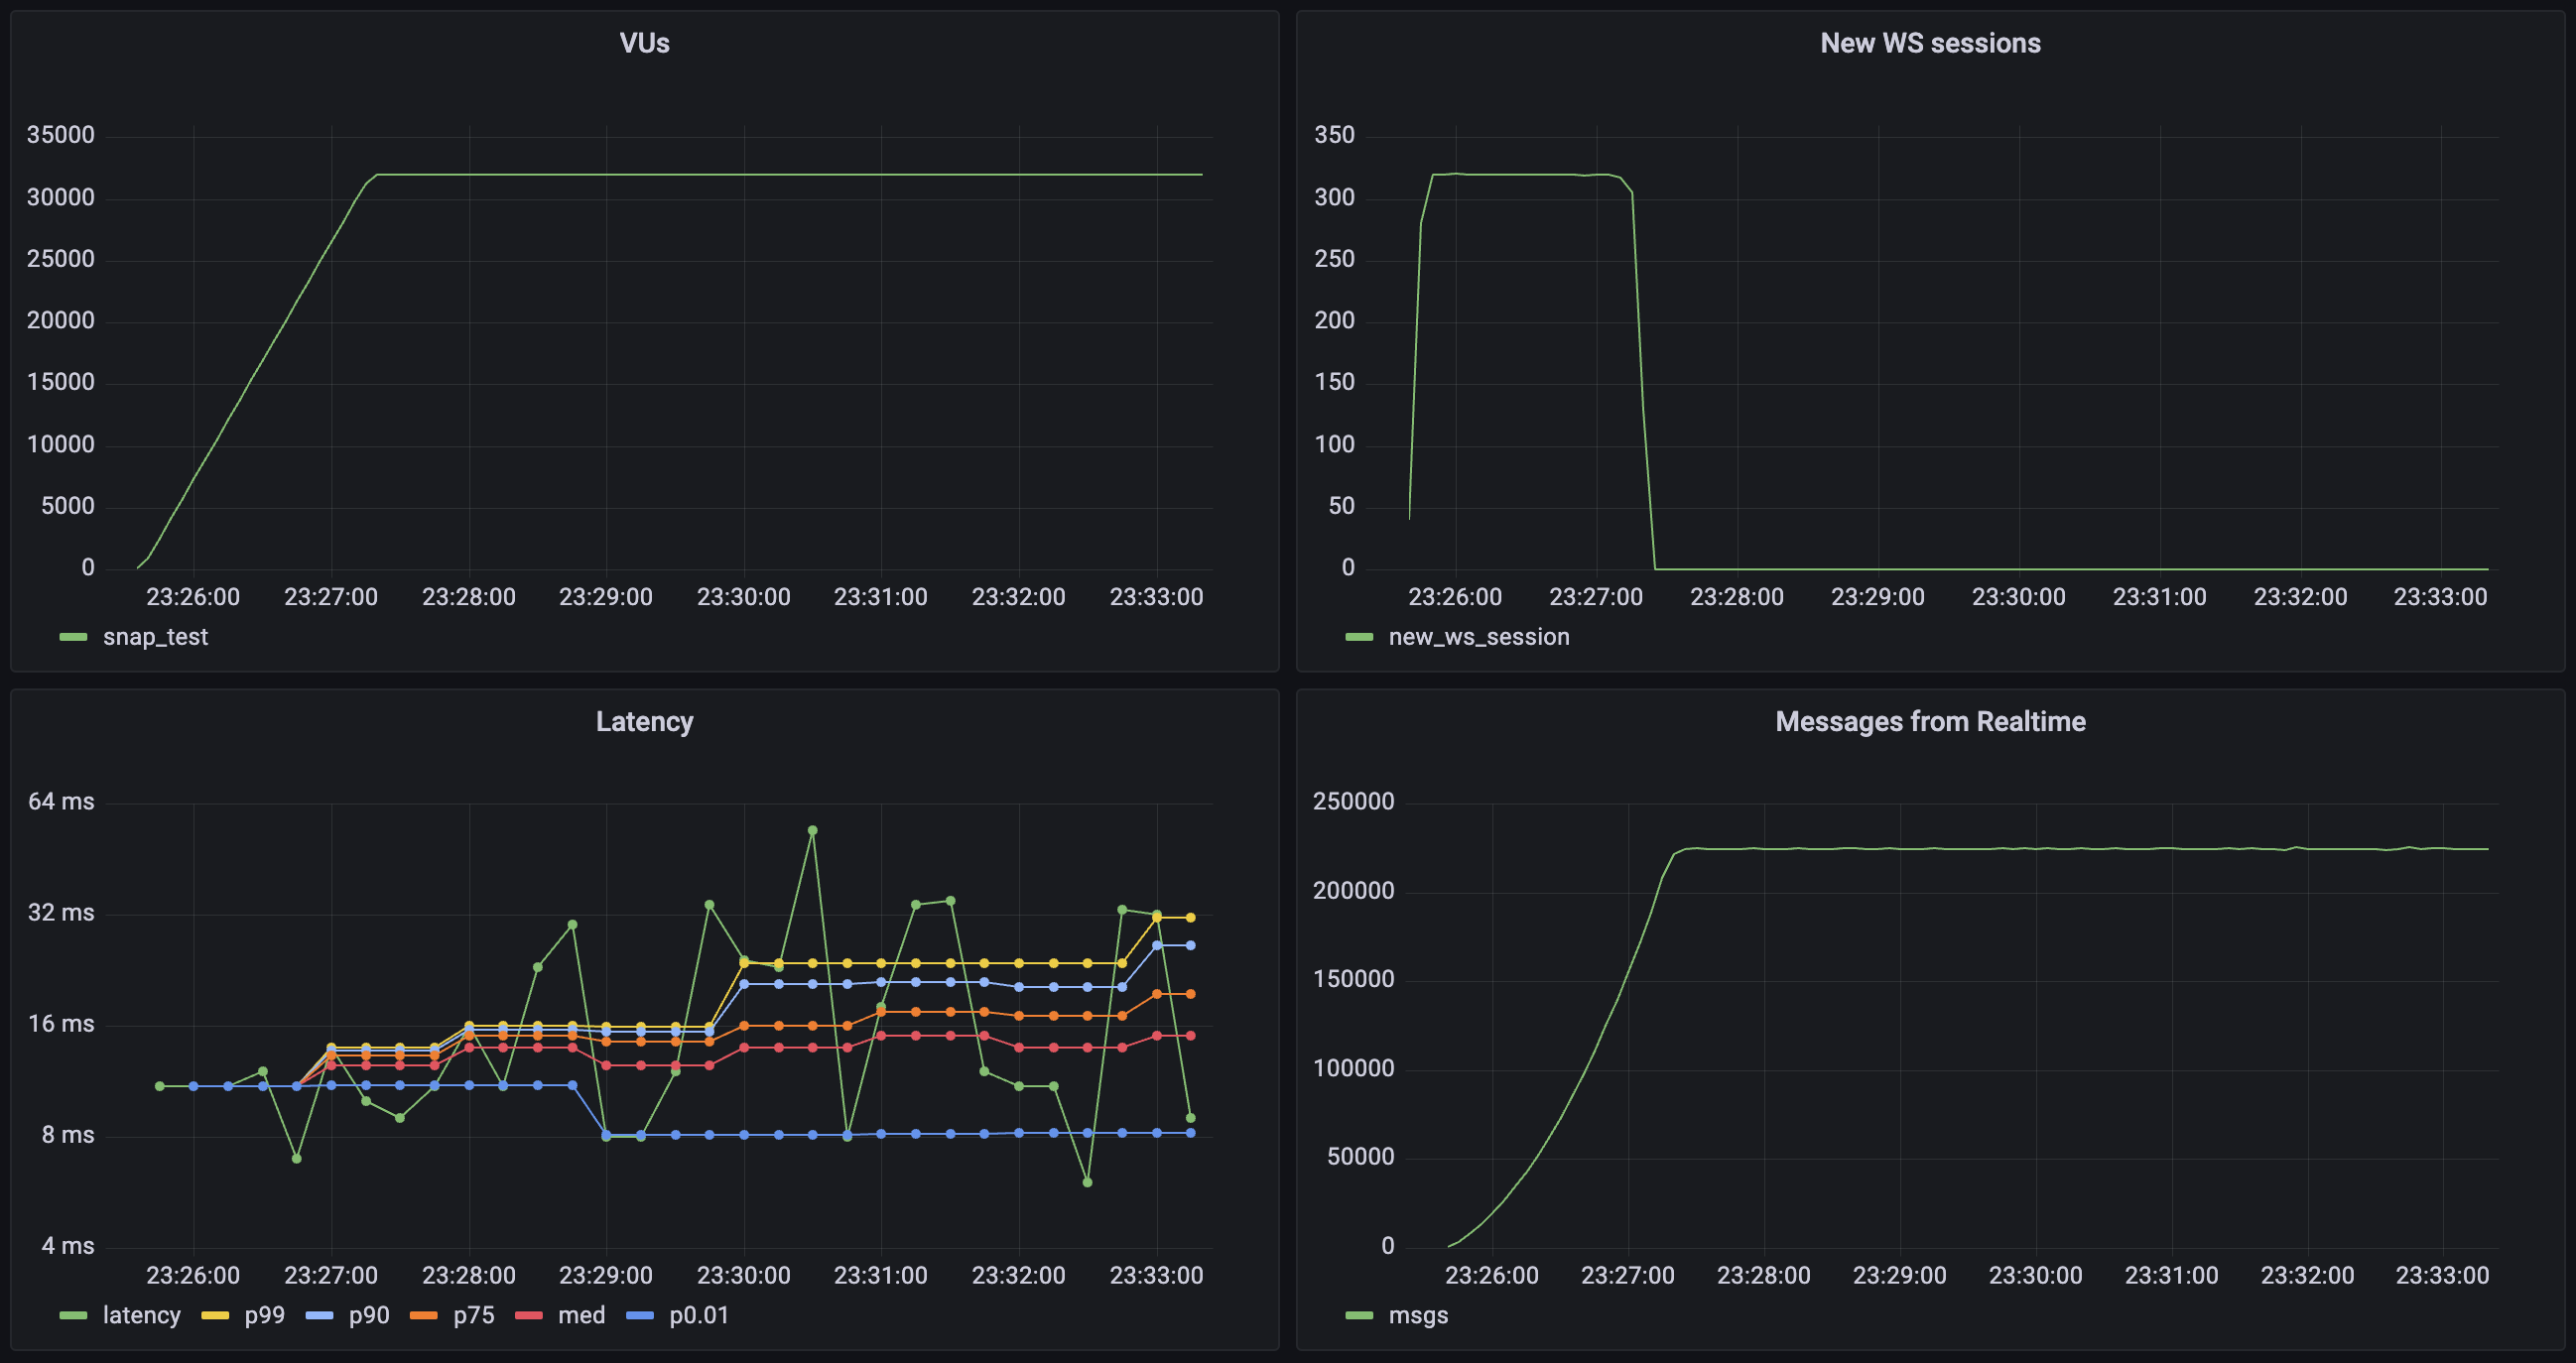 VUs
35000
30000
25000
20000
15000
10000
5000
0
23:26:00 23:27:00 23:28:00 23:29:00 23:30:00 23:31:00 23:32:00 23:33:00
snap_test
New WS sessions
350
300
250
200
150
100
50
0
23:26:00 23:27:00 23:28:00 23:29:00 23:30:00 23:31:00 23:32:00 23:33:00
new_ws_session
Latency
64 ms
32 ms
16 ms
8 ms
4 ms
23:26:00 23:27:00 23:28:00 23:29:00 23:30:00 23:31:00 23:32:00 23:33:00
latency p99 p90 p75 med p0.01
Messages from Realtime
250000
200000
150000
100000
50000
0
23:26:00 23:27:00 23:28:00 23:29:00 23:30:00 23:31:00 23:32:00 23:33:00
msgs